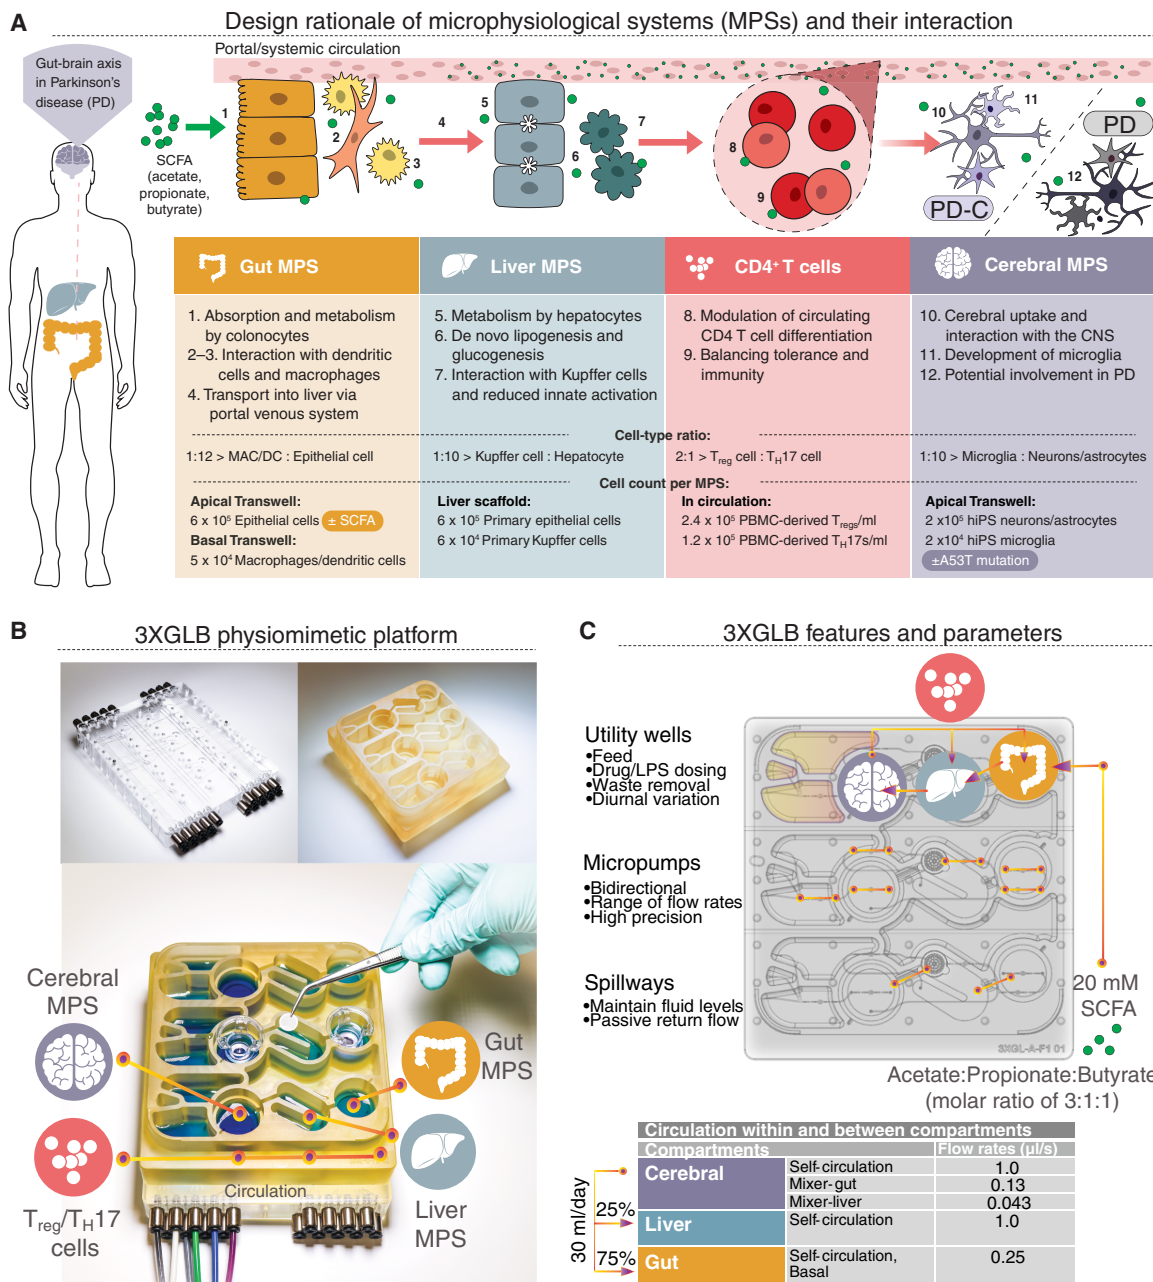 A
Design rationale of microphysiological systems (MPSs) and their interaction
Portal/systemic circulation
Gut-brain axis
in Parkinson's
disease (PD)
SCFA
(acetate,
propionate,
butyrate)
1
2
3
4
5
6
7
8
9
10
11
12
PD
PD-C
Gut MPS
1. Absorption and metabolism
by colonocytes
2–3. Interaction with dendritic
cells and macrophages
4. Transport into liver via
portal venous system
Liver MPS
5. Metabolism by hepatocytes
6. De novo lipogenesis and
glucogenesis
7. Interaction with Kupffer cells
and reduced innate activation
CD4+ T cells
8. Modulation of circulating
CD4 T cell differentiation
9. Balancing tolerance and
immunity
Cerebral MPS
10. Cerebral uptake and
interaction with the CNS
11. Development of microglia
12. Potential involvement in PD
Cell-type ratio:
1:12 > MAC/DC : Epithelial cell
1:10 > Kupffer cell : Hepatocyte
2:1 > Treg cell : TH17 cell
1:10 > Microglia : Neurons/astrocytes
Cell count per MPS:
Apical Transwell:
6 x 10⁵ Epithelial cells ± SCFA
Basal Transwell:
5 x 10⁴ Macrophages/dendritic cells
Liver scaffold:
6 x 10⁵ Primary epithelial cells
6 x 10⁴ Primary Kupffer cells
In circulation:
2.4 x 10⁵ PBMC-derived Tregs/ml
1.2 x 10⁵ PBMC-derived TH17s/ml
Apical Transwell:
2 x10⁵ hiPS neurons/astrocytes
2 x 10⁴ hiPS microglia
±A53T mutation
B
3XGLB physiomimetic platform
Cerebral
MPS
Gut
MPS
Treg/TH17
cells
Circulation
Liver
MPS
C
3XGLB features and parameters
Utility wells
•Feed
•Drug/LPS dosing
•Waste removal
•Diurnal variation
Micropumps
•Bidirectional
•Range of flow rates
•High precision
Spillways
•Maintain fluid levels
•Passive return flow
3XGL-A-F1 01
20 mM
SCFA
Acetate:Propionate:Butyrate
(molar ratio of 3:1:1)
Circulation within and between compartments
Compartments Flow rates (µl/s)
Cerebral Self-circulation 1.0
Mixer-gut 0.13
Mixer-liver 0.043
Liver Self-circulation 1.0
Gut Self-circulation, 0.25
Basal
30 ml/day
25%
75%